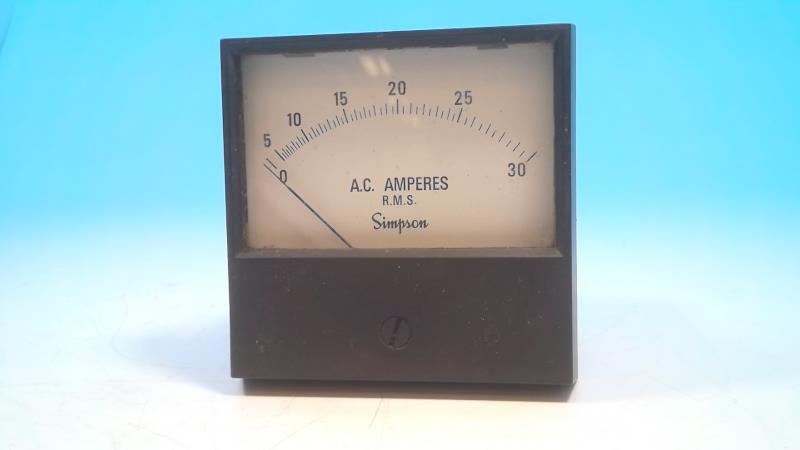 5 10 15 20 25
0 30
A.C. AMPERES
R.M.S.
Simpson